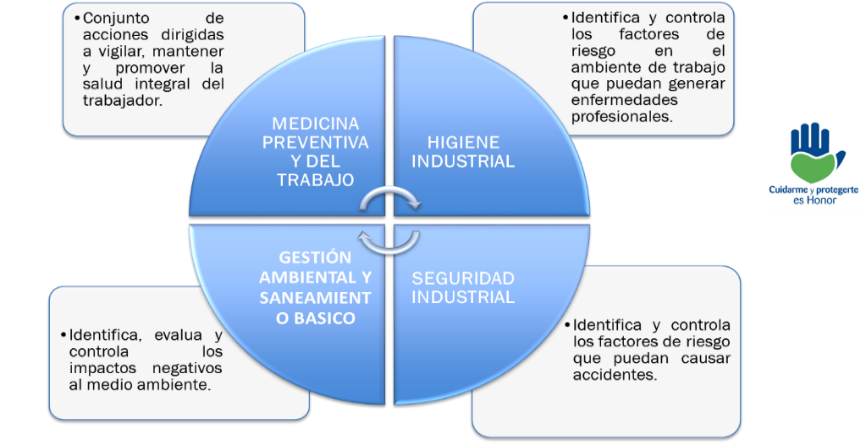 •Conjunto de
acciones dirigidas
a vigilar, mantener
y promover la
salud integral del
trabajador.
•Identifica y controla
los factores de
riesgo en el
ambiente de trabajo
que puedan generar
enfermedades
profesionales.
MEDICINA
PREVENTIVA
Y DEL
TRABAJO
HIGIENE
INDUSTRIAL
Cuidarme y protegerte
es Honor
GESTIÓN
AMBIENTAL Y
SANEAMIENT
O BASICO
SEGURIDAD
INDUSTRIAL
•Identifica, evalua y
controla los
impactos negativos
al medio ambiente.
•Identifica y controla
los factores de riesgo
que puedan causar
accidentes.